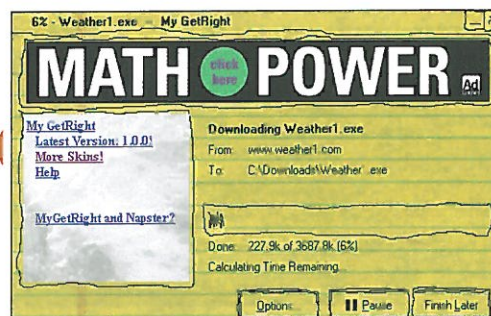 6% - Weather1.exe - My GetRight
MATH click here POWER
Ad
My GetRight
Latest Version: 1.0.0!
More Skins!
Help
MyGetRight and Napster?
Downloading Weather1.exe
From: www.weather1.com
To: C:\Downloads\Weather1.exe
Done: 227.9k of 3687.8k (6%)
Calculating Time Remaining
Options... Pause Finish Later